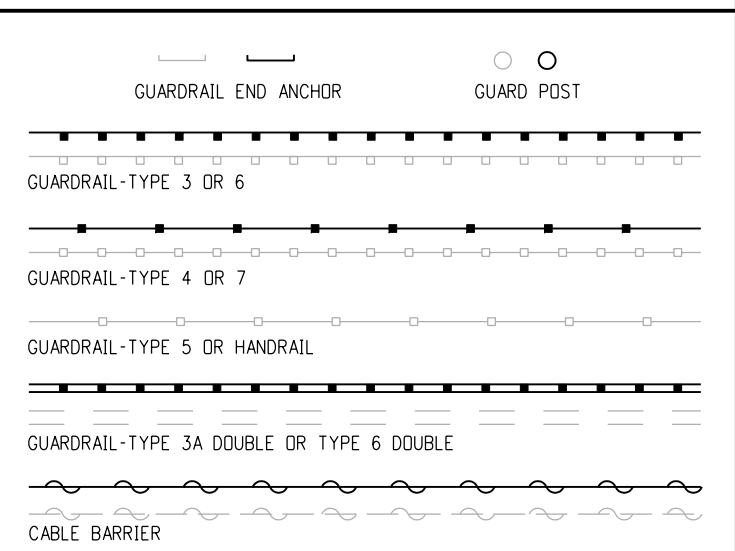 GUARDRAIL END ANCHOR
GUARD POST
GUARDRAIL-TYPE 3 OR 6
GUARDRAIL-TYPE 4 OR 7
GUARDRAIL-TYPE 5 OR HANDRAIL
GUARDRAIL-TYPE 3A DOUBLE OR TYPE 6 DOUBLE
CABLE BARRIER